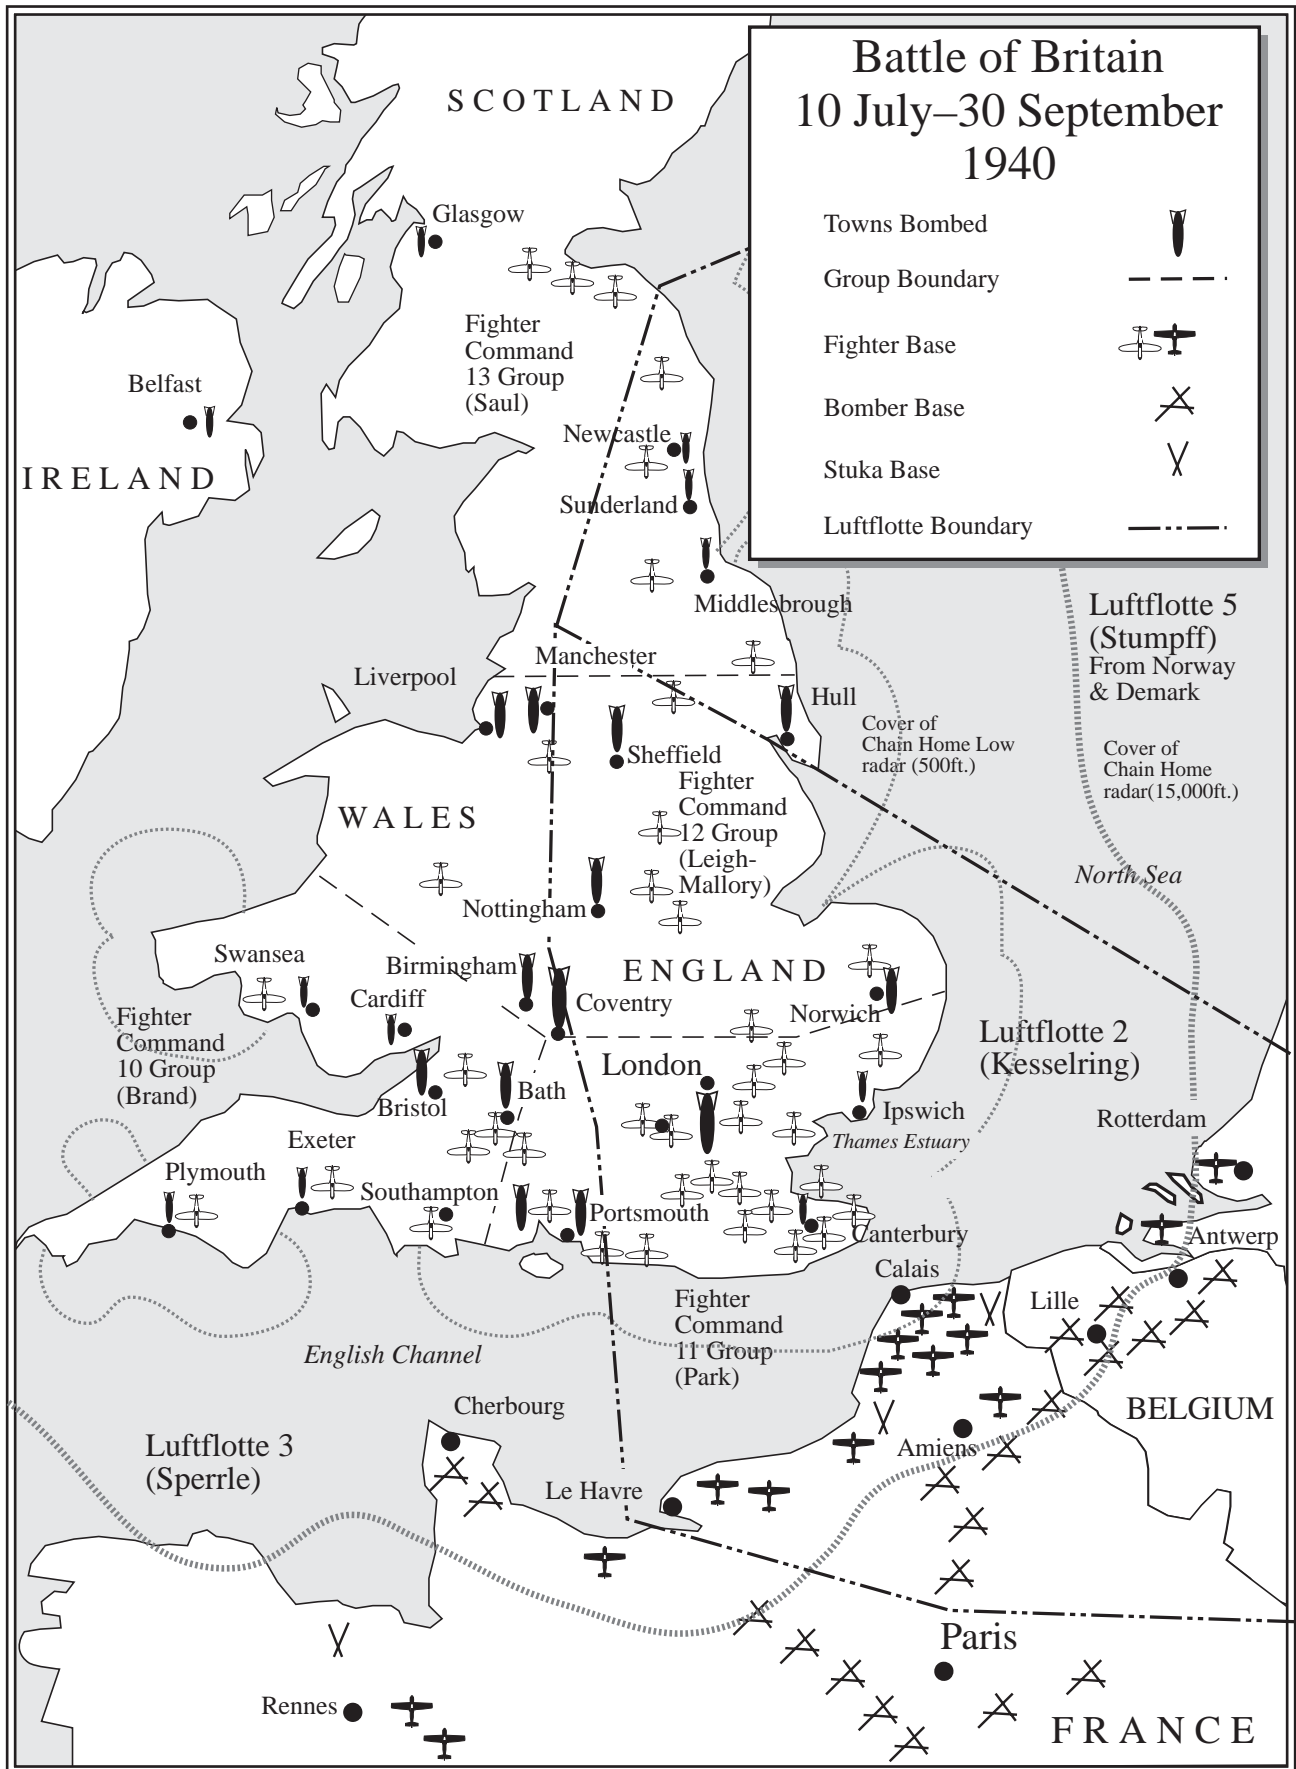 Battle of Britain
10 July–30 September
1940
Towns Bombed
Group Boundary
Fighter Base
Bomber Base
Stuka Base
Luftflotte Boundary
SCOTLAND
Glasgow
Fighter
Command
13 Group
(Saul)
Belfast
IRELAND
Newcastle
Sunderland
Middlesbrough
Luftflotte 5
(Stumpff)
From Norway
& Demark
Manchester
Liverpool
Hull
Cover of
Chain Home Low
radar (500ft.)
Cover of
Chain Home
radar(15,000ft.)
Sheffield
Fighter
Command
12 Group
(Leigh-
Mallory)
WALES
North Sea
Nottingham
Swansea
Birmingham
ENGLAND
Cardiff
Coventry
Norwich
Fighter
Command
10 Group
(Brand)
Luftflotte 2
(Kesselring)
London
Bath
Bristol
Ipswich
Rotterdam
Thames Estuary
Exeter
Plymouth
Southampton
Portsmouth
Canterbury
Antwerp
Calais
Lille
Fighter
Command
11 Group
(Park)
English Channel
Cherbourg
BELGIUM
Luftflotte 3
(Sperrle)
Amiens
Le Havre
Paris
Rennes
FRANCE